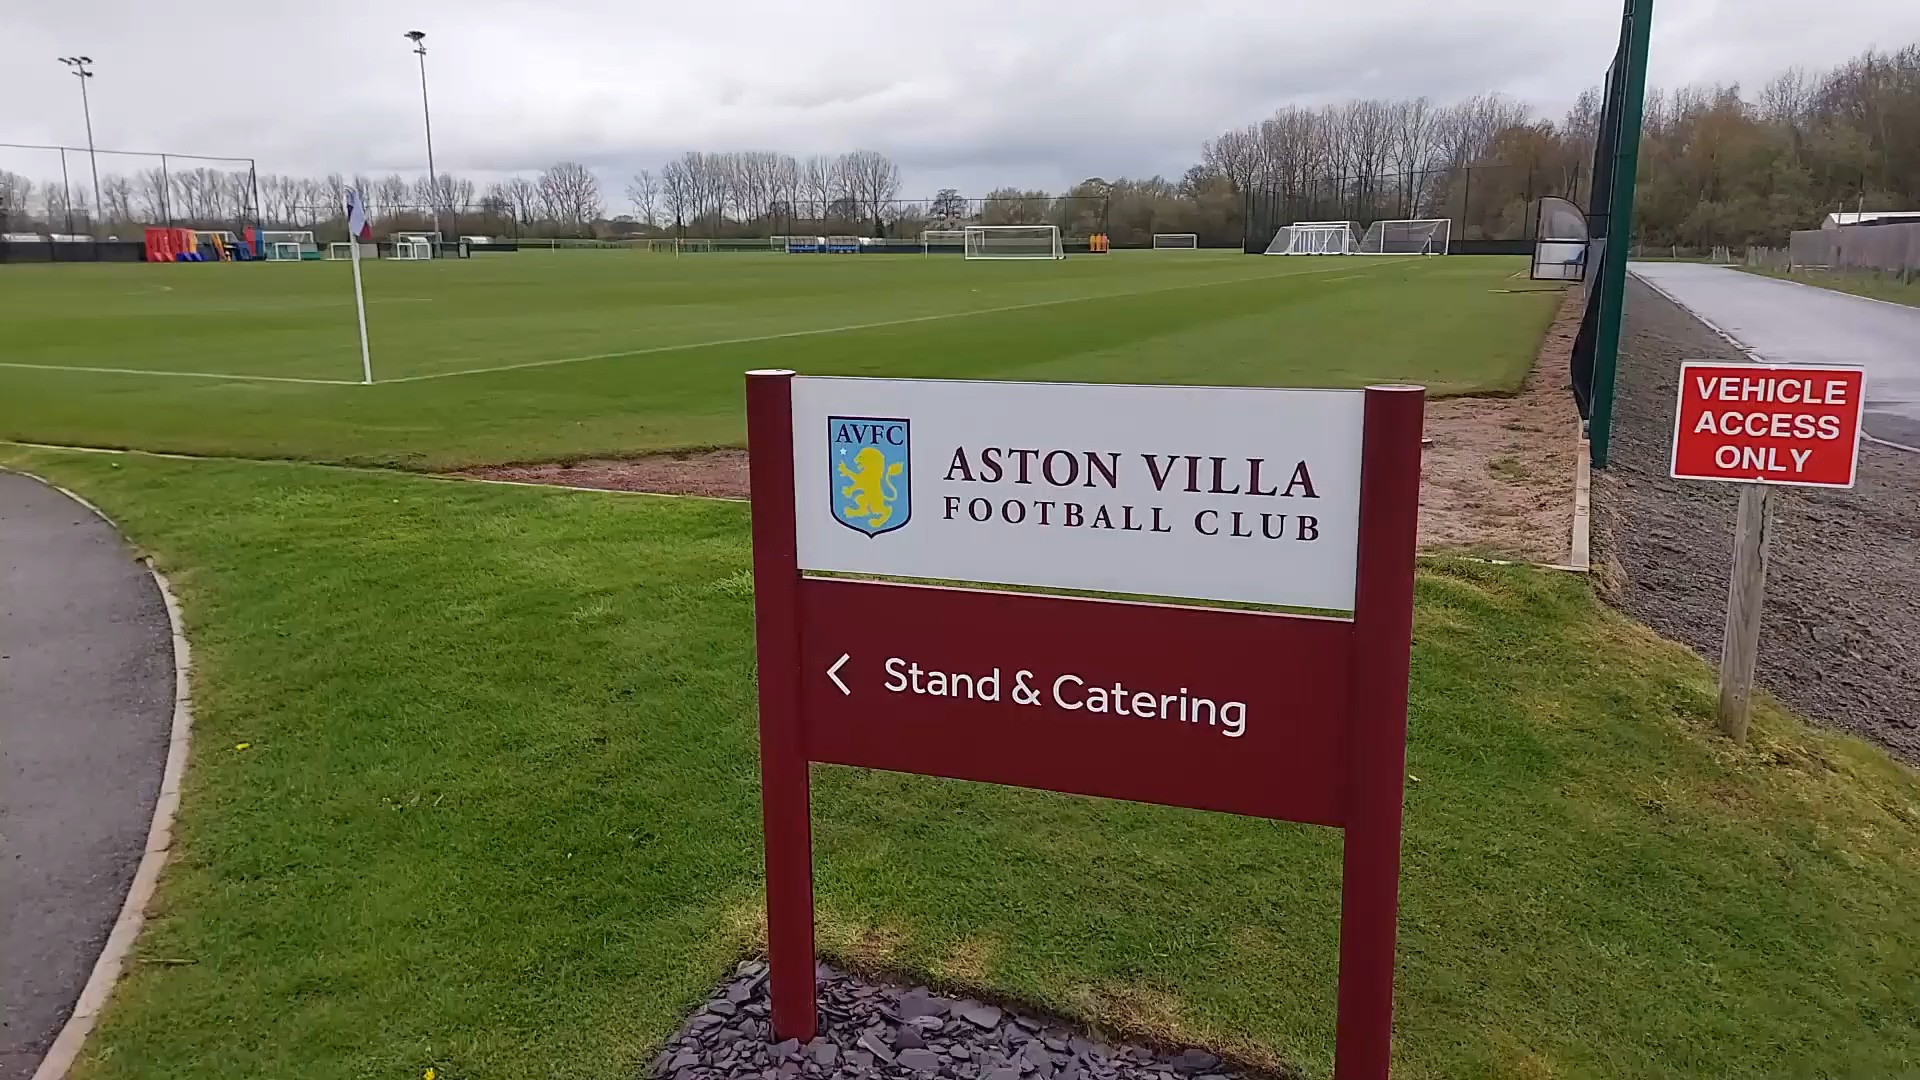 AVFC
ASTON VILLA
FOOTBALL CLUB
< Stand & Catering
VEHICLE
ACCESS
ONLY